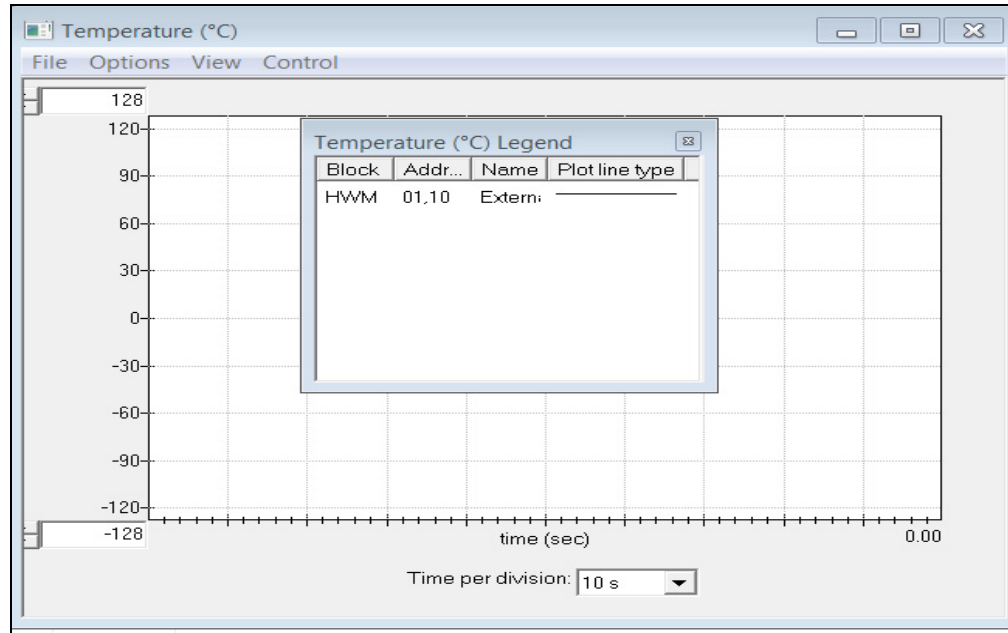 Temperature (°C)
File Options View Control
128
120
Temperature (°C) Legend
Block Addr... Name Plot line type
HWM 01,10
90
60
30
0
-30
-60
-90
-120
-128
time (sec)
0.00
Time per division: 10 s